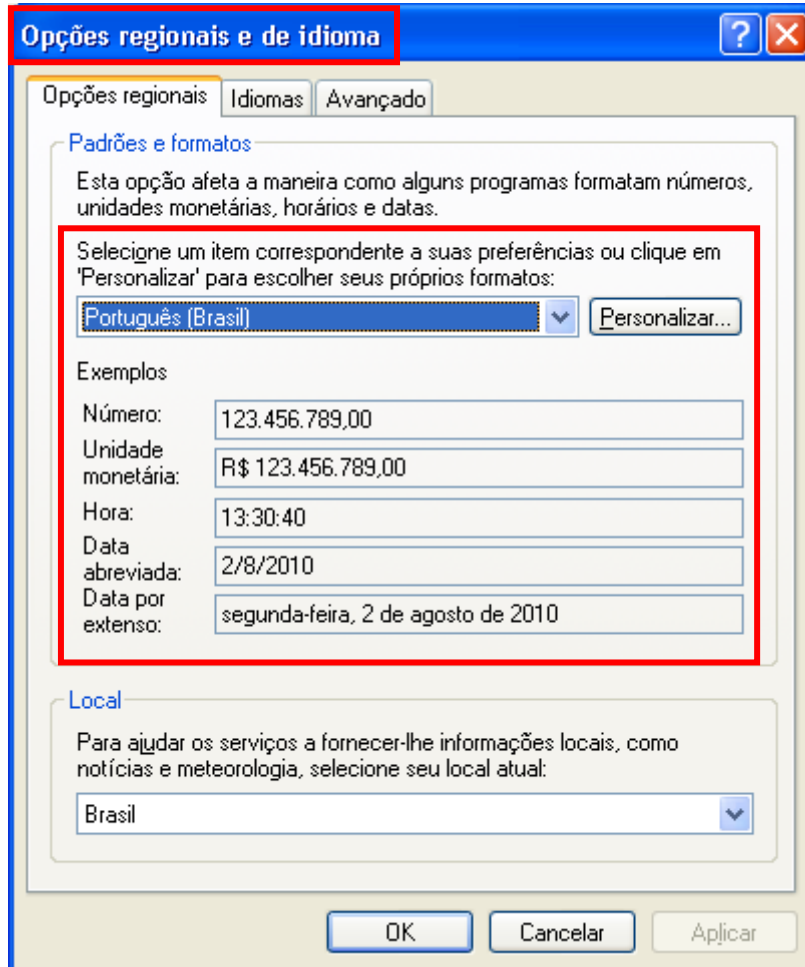 Opções regionais e de idioma
Opções regionais Idiomas Avançado
Padrões e formatos
Esta opção afeta a maneira como alguns programas formatam números,
unidades monetárias, horários e datas.
Selecione um item correspondente a suas preferências ou clique em
'Personalizar' para escolher seus próprios formatos:
Português (Brasil) Personalizar...
Exemplos
Número: 123.456.789,00
Unidade
monetária: R$ 123.456.789,00
Hora: 13:30:40
Data
abreviada: 2/8/2010
Data por
extenso: segunda-feira, 2 de agosto de 2010
Local
Para ajudar os serviços a fornecer-lhe informações locais, como
notícias e meteorologia, selecione seu local atual:
Brasil
OK Cancelar Aplicar